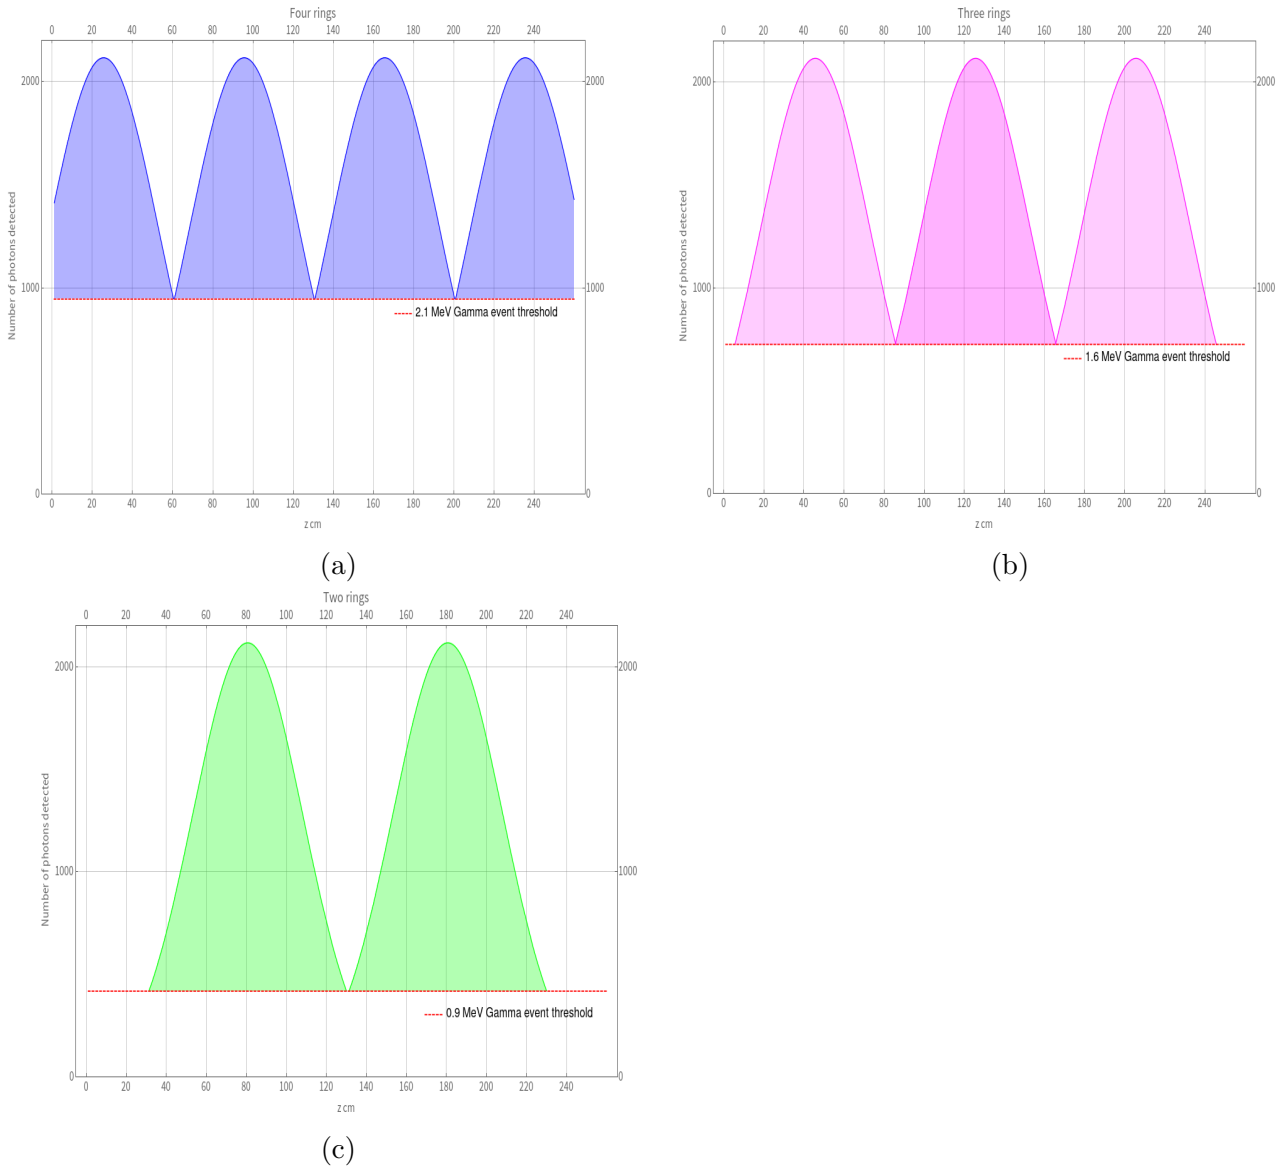 Four rings
0 20 40 60 80 100 120 140 160 180 200 220 240
2000 2000
1000 1000
0 0
Number of photons detected
2.1 MeV Gamma event threshold
0 20 40 60 80 100 120 140 160 180 200 220 240
z cm
(a)
Three rings
0 20 40 60 80 100 120 140 160 180 200 220 240
2000 2000
1000 1000
0 0
Number of photons detected
1.6 MeV Gamma event threshold
0 20 40 60 80 100 120 140 160 180 200 220 240
z cm
(b)
Two rings
0 20 40 60 80 100 120 140 160 180 200 220 240
2000 2000
1000 1000
0 0
Number of photons detected
0.9 MeV Gamma event threshold
0 20 40 60 80 100 120 140 160 180 200 220 240
z cm
(c)